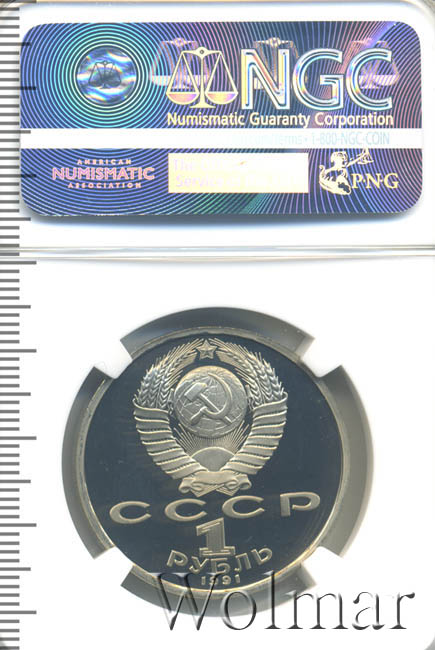 NGC
Numismatic Guaranty Corporation
1-800-NGC-COIN
AMERICAN
NUMISMATIC
ASSOCIATION
PNG
СССР
1
РУБЛЬ
1991
Wolmar